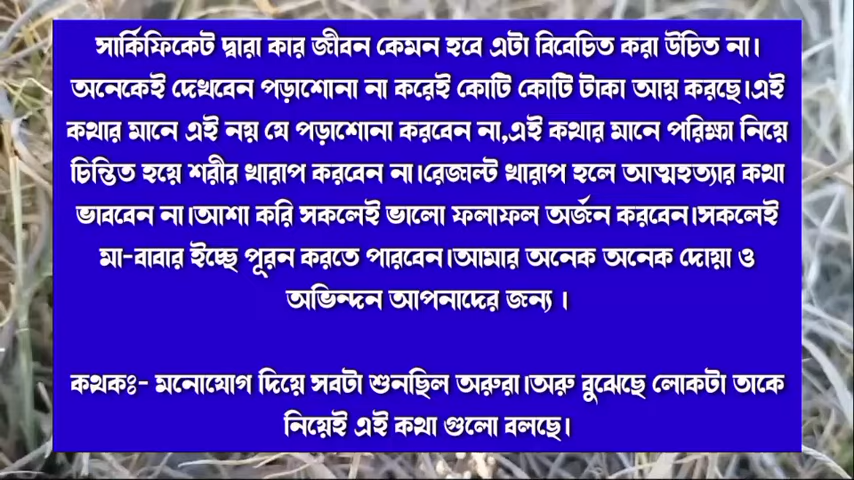 সার্কিফিকেট দ্বারা কার জীবন কেমন হবে এটা বিবেচিত করা উচিত না।
অনেকেই দেখবেন পড়াশোনা না করেই কোটি কোটি টাকা আয় করছে।এই
কথার মানে এই নয় যে পড়াশোনা করবেন না,এই কথার মানে পরিক্ষা নিয়ে
চিন্তিত হয়ে শরীর খারাপ করবেন না।রেজাল্ট খারাপ হলে আত্মহত্যার কথা
ভাববেন না।আশা করি সকলেই ভালো ফলাফল অর্জন করবেন।সকলেই
মা-বাবার ইচ্ছে পূরন করতে পারবেন।আমার অনেক অনেক দোয়া ও
অভিন্দন আপনাদের জন্য ।
কথকঃ- মনোযোগ দিয়ে সবটা শুনছিল অরুরা।অরু বুঝেছে লোকটা তাকে
নিয়েই এই কথা গুলো বলছে।